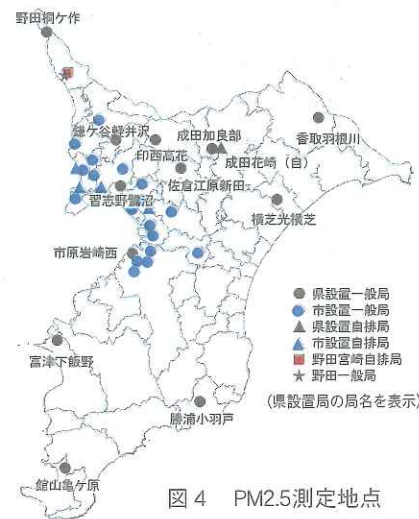 野田桐ケ作
鎌ケ谷軽井沢
成田加良部
香取羽根川
印西高花
成田花崎（自）
佐倉江原新田
習志野鷺沼
横芝光横芝
市原岩崎西
県設置一般局
市設置一般局
県設置自排局
市設置自排局
野田宮崎自排局
野田一般局
(県設置局の局名を表示)
富津下飯野
勝浦小羽戸
館山亀ケ原
図4 PM2.5測定地点